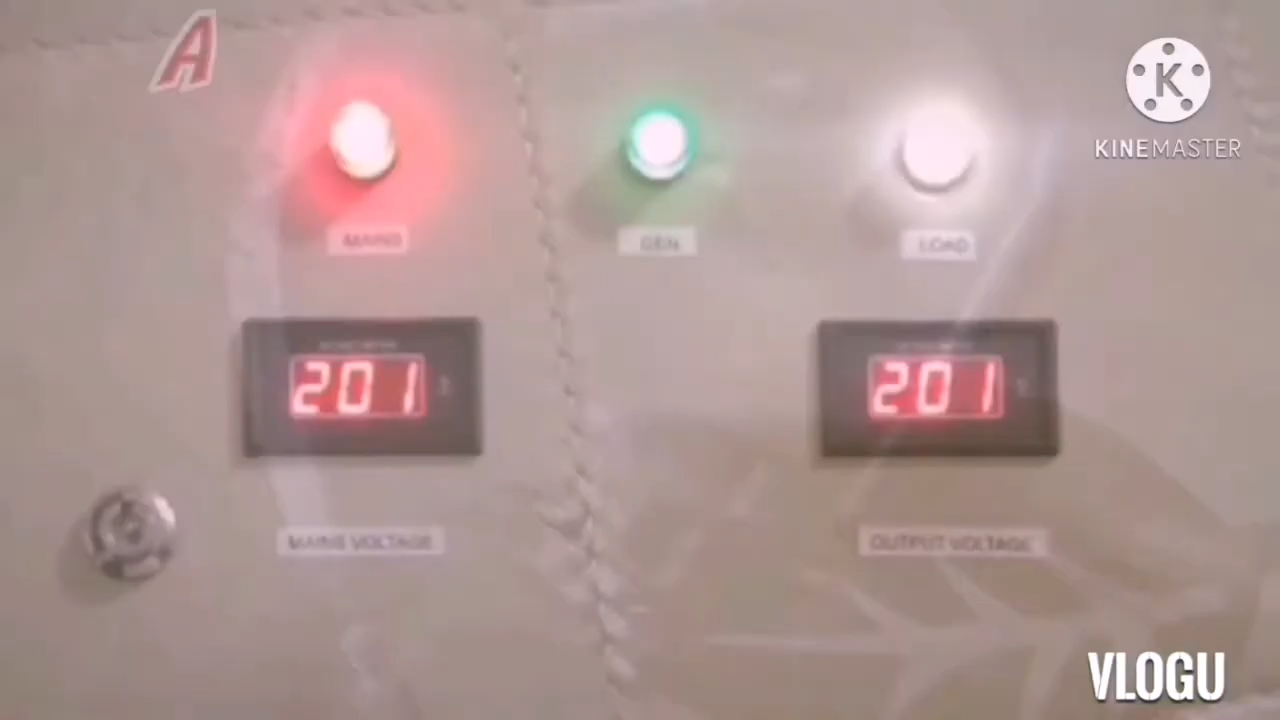 A
K
KINEMASTER
MAINS
GEN
LOAD
201
201
MAINS VOLTAGE
OUTPUT VOLTAGE
VLOGU